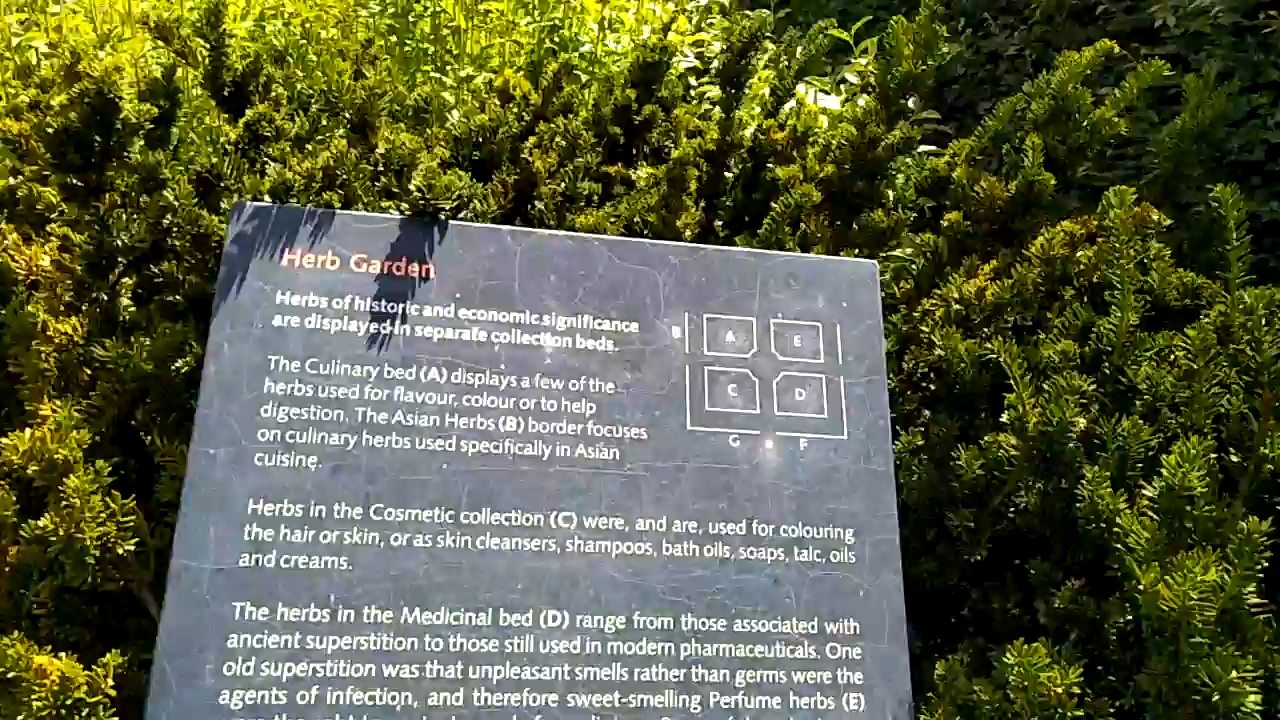 Herb Garden
Herbs of historic and economic significance
are displayed in separate collection beds.
The Culinary bed (A) displays a few of the
herbs used for flavour, colour or to help
digestion. The Asian Herbs (B) border focuses
on culinary herbs used specifically in Asian
cuisine.
B A E
C D
G F
Herbs in the Cosmetic collection (C) were, and are, used for colouring
the hair or skin, or as skin cleansers, shampoos, bath oils, soaps, talc, oils
and creams.
The herbs in the Medicinal bed (D) range from those associated with
ancient superstition to those still used in modern pharmaceuticals. One
old superstition was that unpleasant smells rather than germs were the
agents of infection, and therefore sweet-smelling Perfume herbs (E)